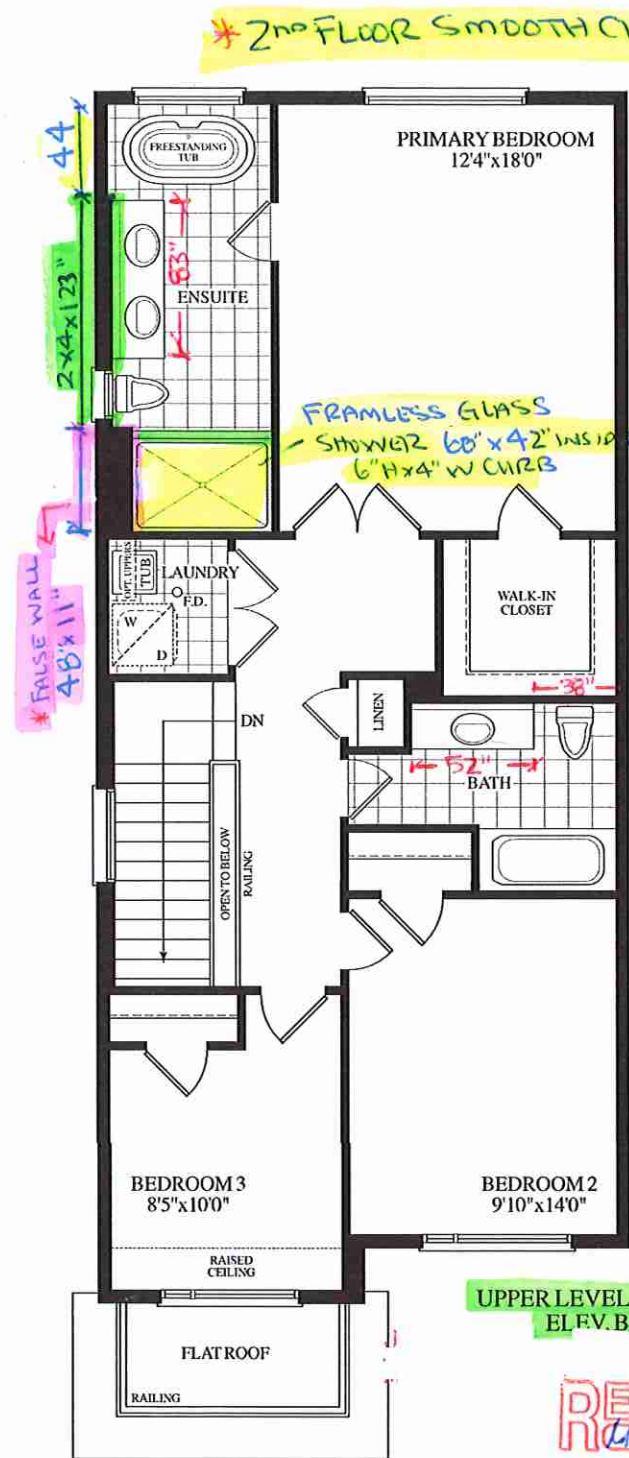 * 2ND FLOOR SMOOTH
PRIMARY BEDROOM
12'4"x18'0"
FREESTANDING
TUB
44
2x4x123"
83"
ENSUITE
FRAMLESS GLASS
SHOWER 60"x42" INSID
6"Hx4"W CURB
* FALSE WALL
48"x11"
OPT. UPPERS
TUB
LAUNDRY
F.D.
W
D
WALK-IN
CLOSET
38"
LINEN
DN
52"
BATH
OPEN TO BELOW
RAILING
BEDROOM 3
8'5"x10'0"
BEDROOM 2
9'10"x14'0"
RAISED
CEILING
UPPER LEVEL
ELEV. B
FLAT ROOF
RAILING